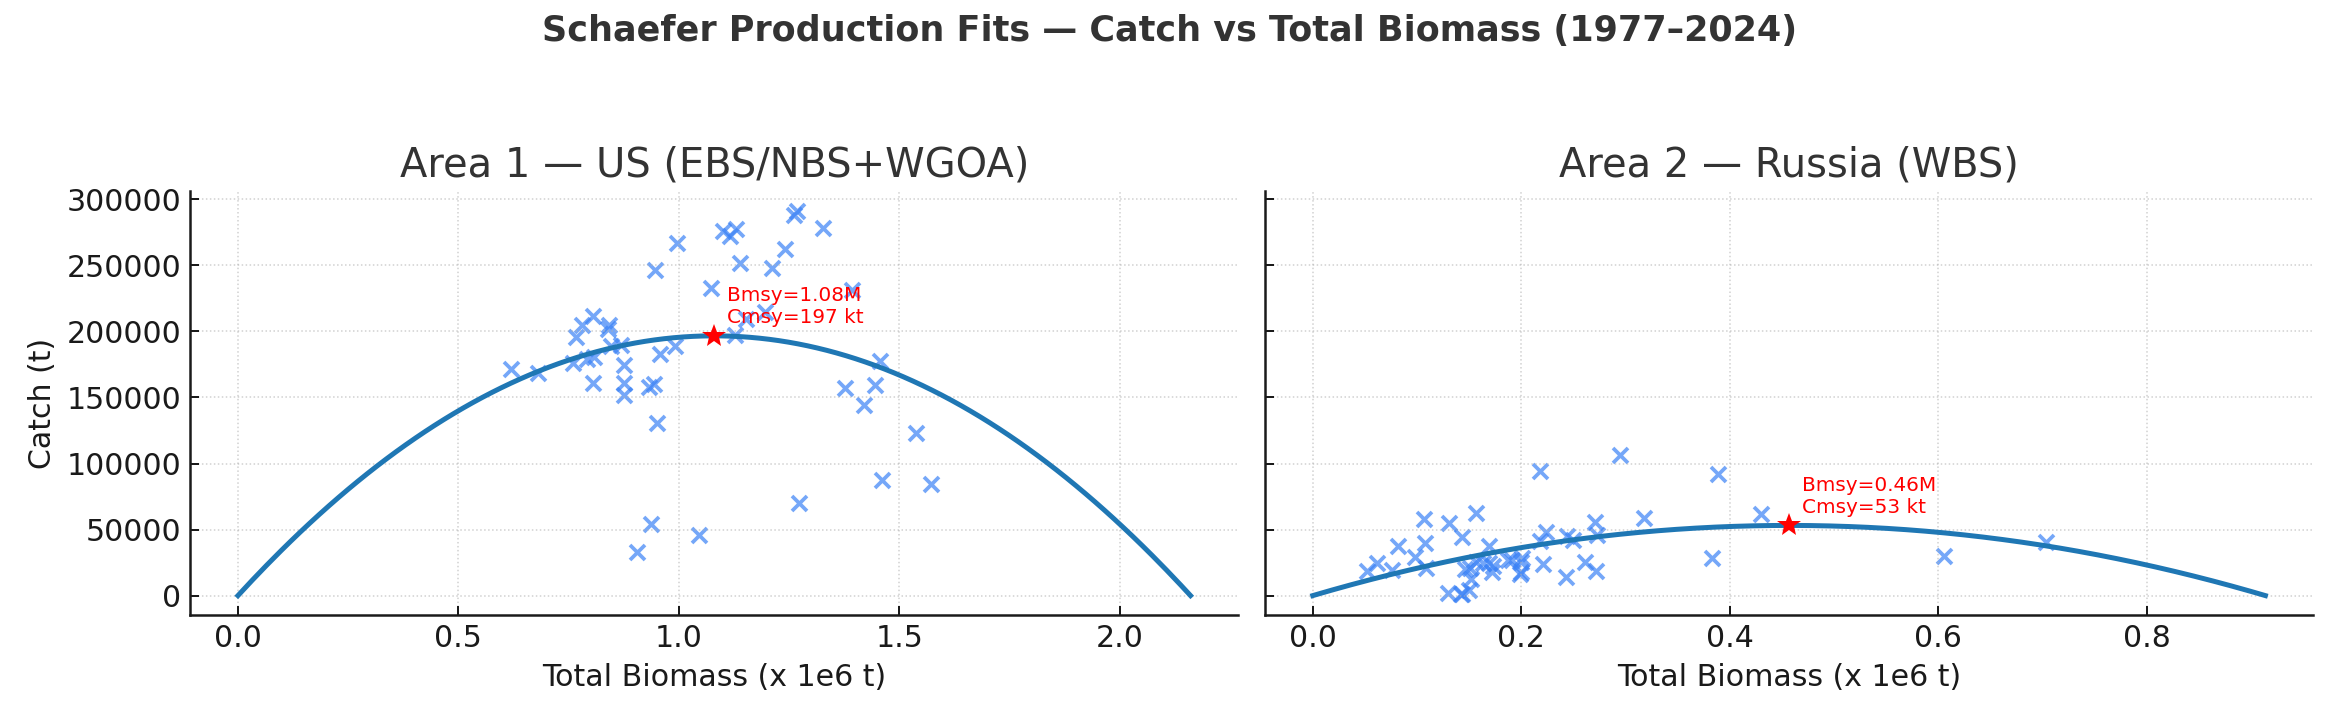 Schaefer Production Fits — Catch vs Total Biomass (1977–2024)
Area 1 — US (EBS/NBS+WGOA)
Catch (t)
300000
250000
200000
150000
100000
50000
0
Bmsy=1.08M
Cmsy=197 kt
0.0 0.5 1.0 1.5 2.0
Total Biomass (x 1e6 t)
Area 2 — Russia (WBS)
Bmsy=0.46M
Cmsy=53 kt
0.0 0.2 0.4 0.6 0.8
Total Biomass (x 1e6 t)